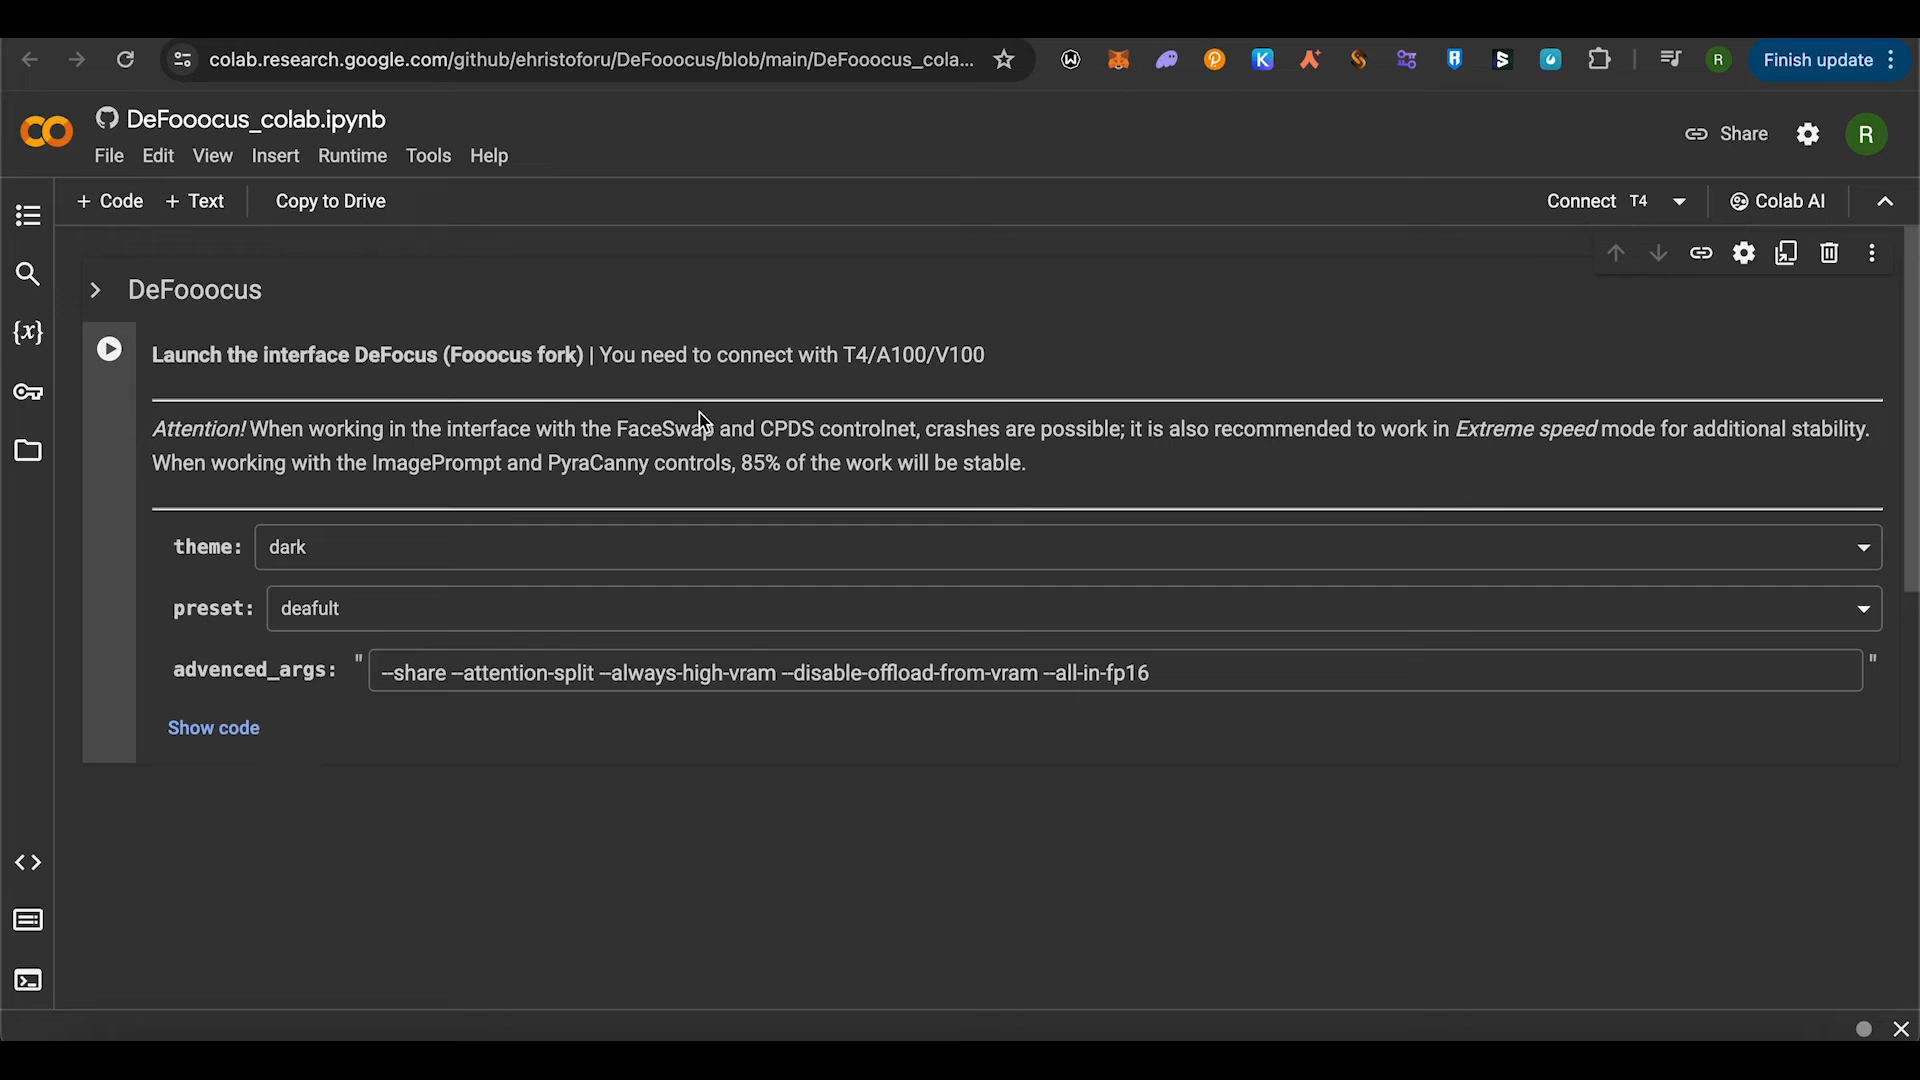 colab.research.google.com/github/ehristoforu/DeFooocus/blob/main/DeFooocus_cola...
R
Finish update
DeFooocus_colab.ipynb
File Edit View Insert Runtime Tools Help
Share
R
+ Code + Text Copy to Drive
Connect T4
Colab AI
{x}
DeFooocus
Launch the interface DeFocus (Fooocus fork) | You need to connect with T4/A100/V100
Attention! When working in the interface with the FaceSwap and CPDS controlnet, crashes are possible; it is also recommended to work in Extreme speed mode for additional stability.
When working with the ImagePrompt and PyraCanny controls, 85% of the work will be stable.
theme: dark
preset: deafult
advenced_args: " --share --attention-split --always-high-vram --disable-offload-from-vram --all-in-fp16 "
Show code